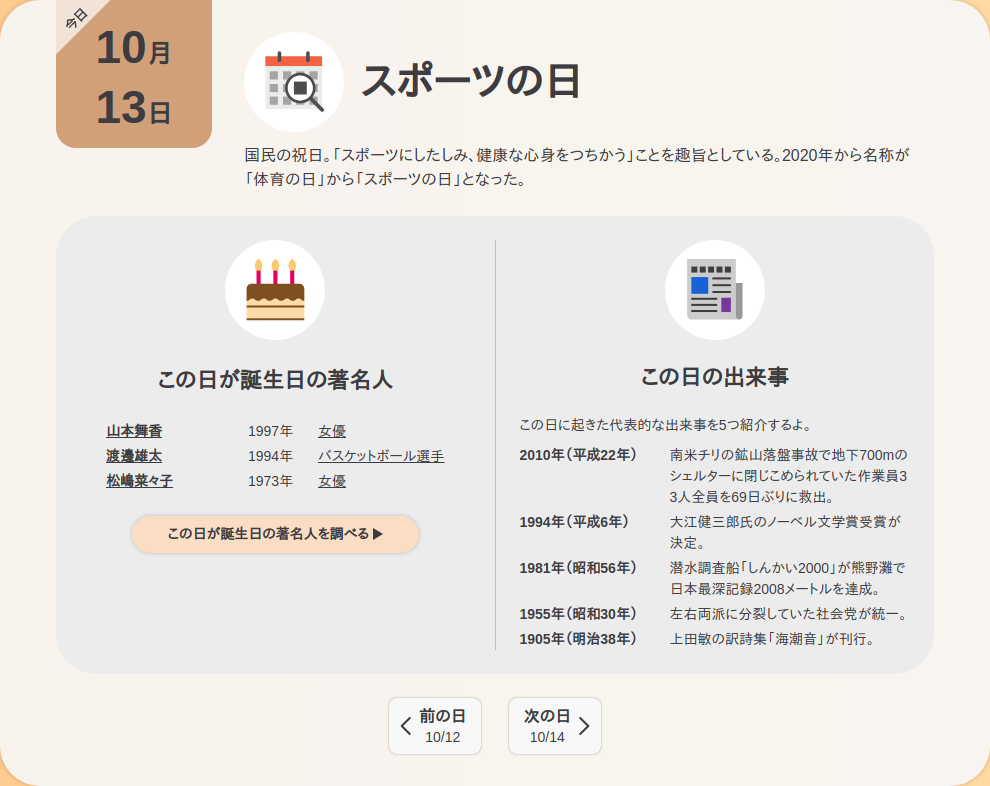 今日
10月
13日
スポーツの日
国民の祝日。「スポーツにしたしみ、健康な心身をつちかう」ことを趣旨としている。2020年から名称が
「体育の日」から「スポーツの日」となった。
この日が誕生日の著名人
山本舞香 1997年 女優
渡邊雄太 1994年 バスケットボール選手
松嶋菜々子 1973年 女優
この日が誕生日の著名人を調べる▶
この日の出来事
この日に起きた代表的な出来事を5つ紹介するよ。
2010年（平成22年） 南米チリの鉱山落盤事故で地下700mの
シェルターに閉じこめられていた作業員3
3人全員を69日ぶりに救出。
1994年（平成6年） 大江健三郎氏のノーベル文学賞受賞が
決定。
1981年（昭和56年） 潜水調査船「しんかい2000」が熊野灘で
日本最深記録2008メートルを達成。
1955年（昭和30年） 左右両派に分裂していた社会党が統一。
1905年（明治38年） 上田敏の訳詩集「海潮音」が刊行。
前の日
10/12
次の日
10/14